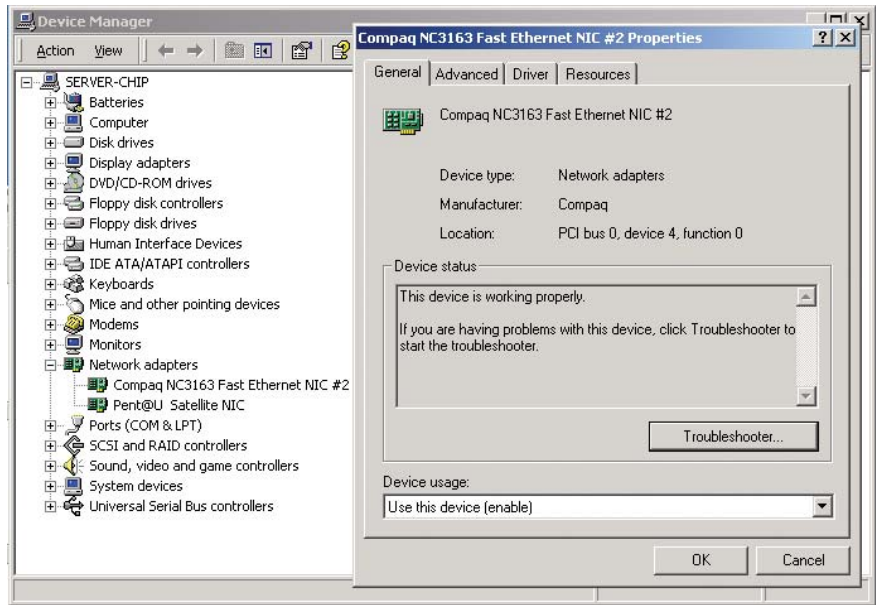 Device Manager
Action View
SERVER-CHIP
Batteries
Computer
Disk drives
Display adapters
DVD/CD-ROM drives
Floppy disk controllers
Floppy disk drives
Human Interface Devices
IDE ATA/ATAPI controllers
Keyboards
Mice and other pointing devices
Modems
Monitors
Network adapters
Compaq NC3163 Fast Ethernet NIC #2
Pent@U Satellite NIC
Ports (COM & LPT)
SCSI and RAID controllers
Sound, video and game controllers
System devices
Universal Serial Bus controllers
Compaq NC3163 Fast Ethernet NIC #2 Properties
General Advanced Driver Resources
Compaq NC3163 Fast Ethernet NIC #2
Device type: Network adapters
Manufacturer: Compaq
Location: PCI bus 0, device 4, function 0
Device status
This device is working properly.
If you are having problems with this device, click Troubleshooter to
start the troubleshooter.
Troubleshooter...
Device usage:
Use this device (enable)
OK Cancel